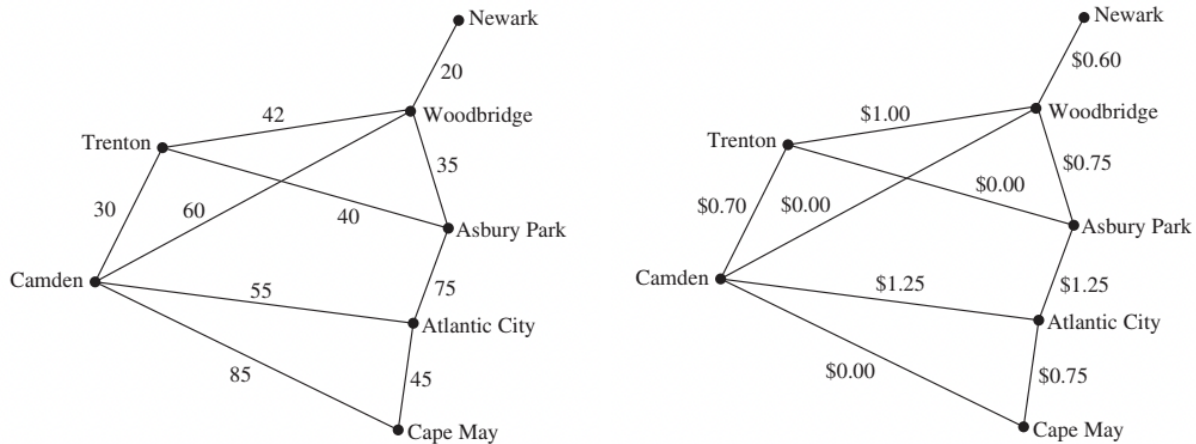 Newark
20
42
Woodbridge
Trenton
35
30
60
40
Asbury Park
Camden
55
75
Atlantic City
85
45
Cape May
Newark
$0.60
$1.00
Woodbridge
Trenton
$0.75
$0.70
$0.00
$0.00
Asbury Park
Camden
$1.25
$1.25
Atlantic City
$0.00
$0.75
Cape May